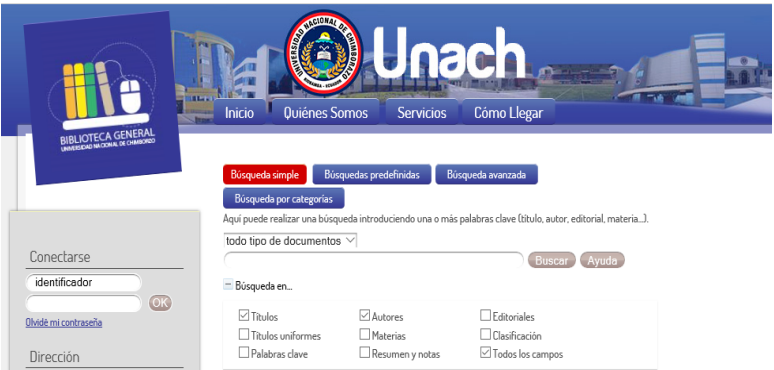 UNIVERSIDAD NACIONAL DE CHIMBORAZO
RIOBAMBA - ECUADOR
Unach
Inicio Quiénes Somos Servicios Cómo Llegar
BIBLIOTECA GENERAL
UNIVERSIDAD NACIONAL DE CHIMBORAZO
Búsqueda simple Búsquedas predefinidas Búsqueda avanzada
Búsqueda por categorias
Aquí puede realizar una búsqueda introduciendo una o más palabras clave (título, autor, editorial, materia...).
todo tipo de documentos
Buscar Ayuda
Búsqueda en...
Títulos Autores Editoriales
Títulos uniformes Materias Clasificación
Palabras clave Resumen y notas Todos los campos
Conectarse
identificador
OK
Olvidé mi contraseña
Dirección